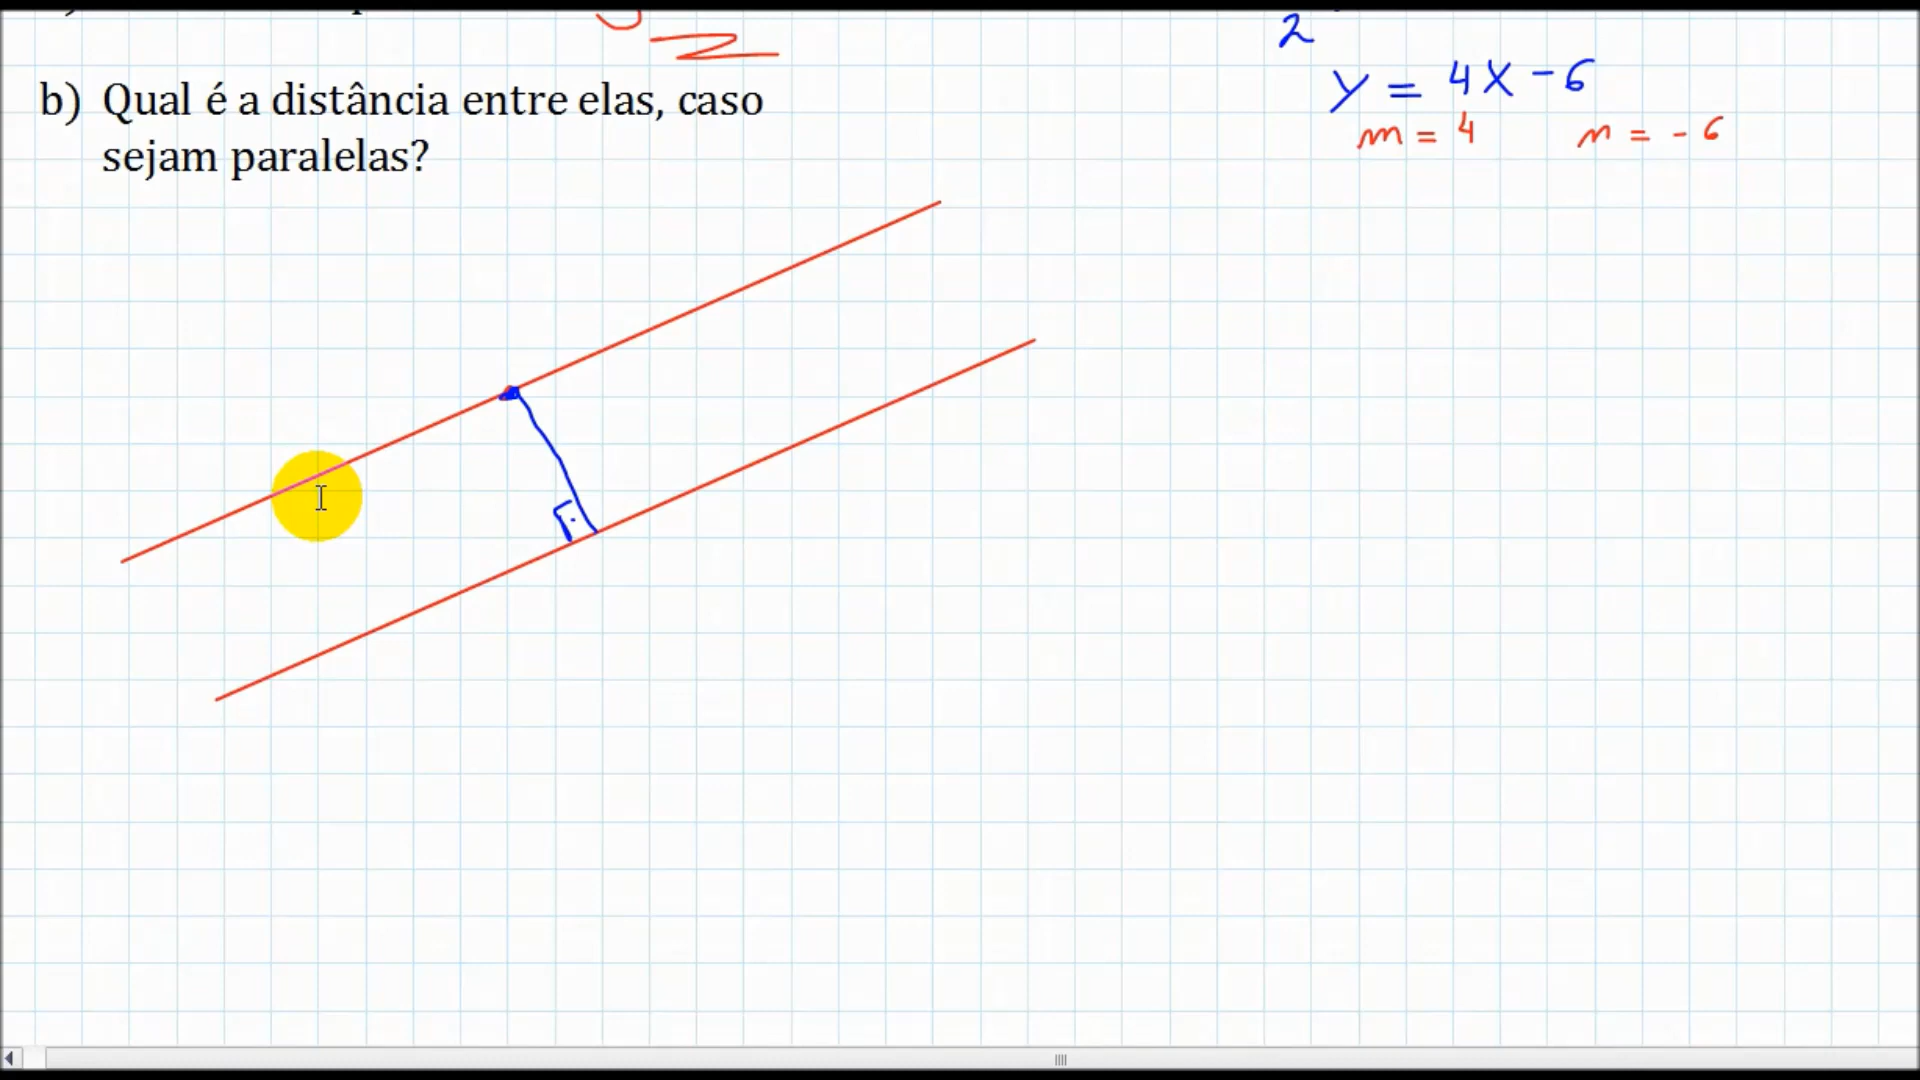 2
y = 4x - 6
m = 4 n = - 6
b) Qual é a distância entre elas, caso
sejam paralelas?